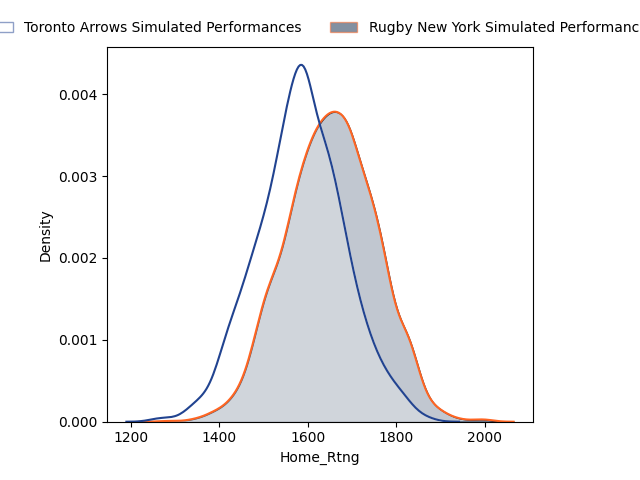 Toronto Arrows Simulated Performances
Rugby New York Simulated Performanc
0.004
0.003
0.002
0.001
0.000
Density
1200 1400 1600 1800 2000
Home_Rtng